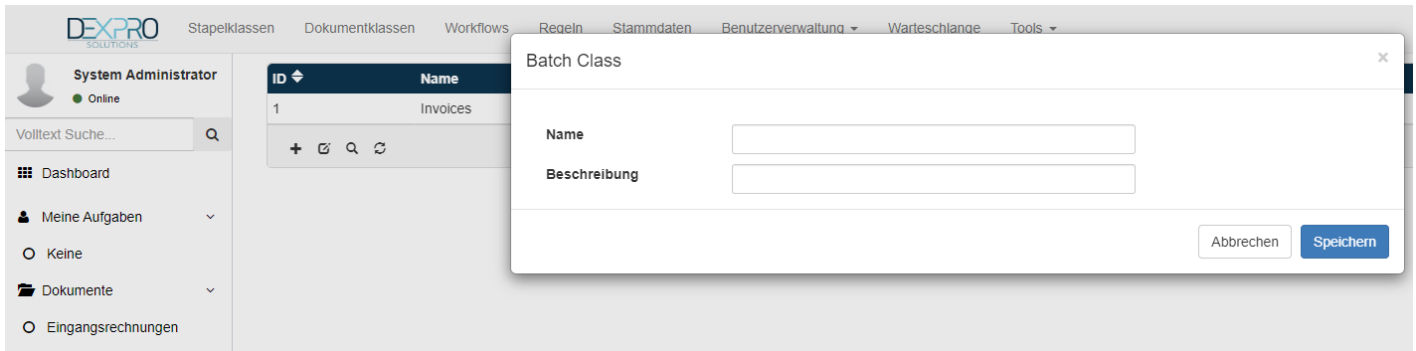 DEXPRO
SOLUTIONS
Stapelklassen Dokumentklassen Workflows Regeln Stammdaten Benutzerverwaltung Warteschlange Tools
System Administrator
Online
Volltext Suche...
Dashboard
Meine Aufgaben
Keine
Dokumente
Eingangsrechnungen
ID Name
1 Invoices
Batch Class ×
Name
Beschreibung
Abbrechen Speichern